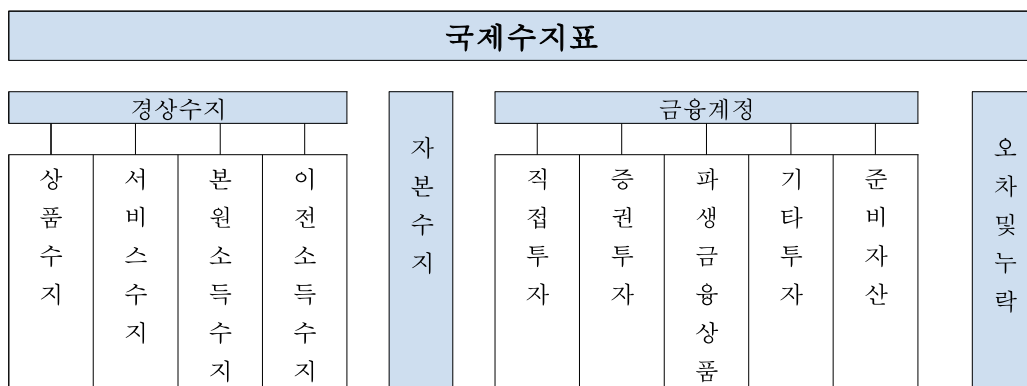 국제수지표
경상수지
상품수지
서비스수지
본원소득수지
이전소득수지
자본수지
금융계정
직접투자
증권투자
파생금융상품
기타투자
준비자산
오차및누락